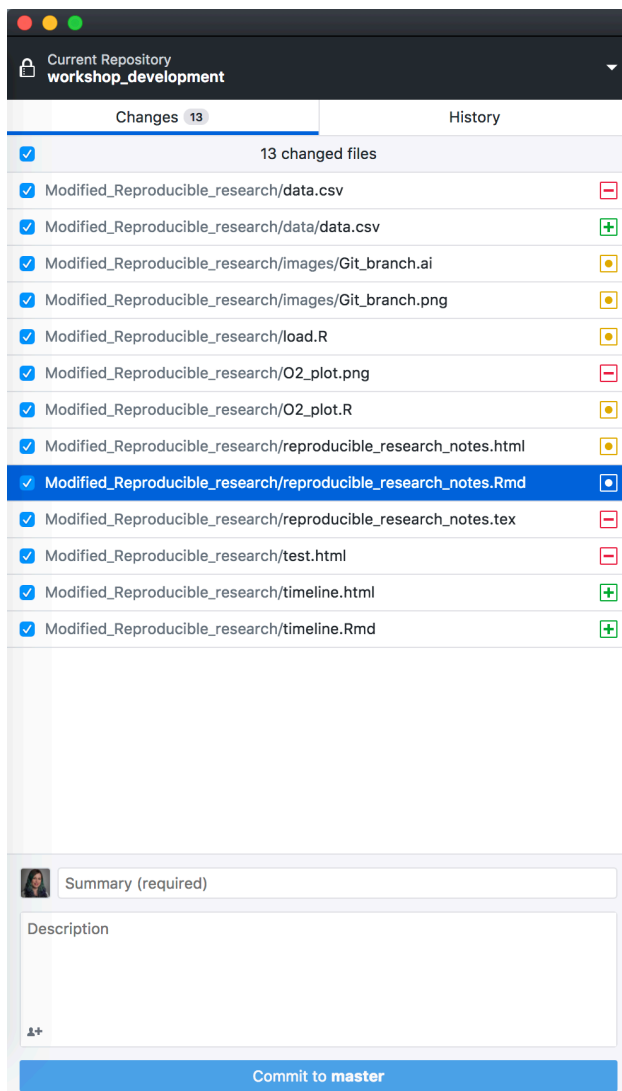 Current Repository
workshop_development
Changes 13 History
13 changed files
Modified_Reproducible_research/data.csv
Modified_Reproducible_research/data/data.csv
Modified_Reproducible_research/images/Git_branch.ai
Modified_Reproducible_research/images/Git_branch.png
Modified_Reproducible_research/load.R
Modified_Reproducible_research/O2_plot.png
Modified_Reproducible_research/O2_plot.R
Modified_Reproducible_research/reproducible_research_notes.html
Modified_Reproducible_research/reproducible_research_notes.Rmd
Modified_Reproducible_research/reproducible_research_notes.tex
Modified_Reproducible_research/test.html
Modified_Reproducible_research/timeline.html
Modified_Reproducible_research/timeline.Rmd
Summary (required)
Description
Commit to master